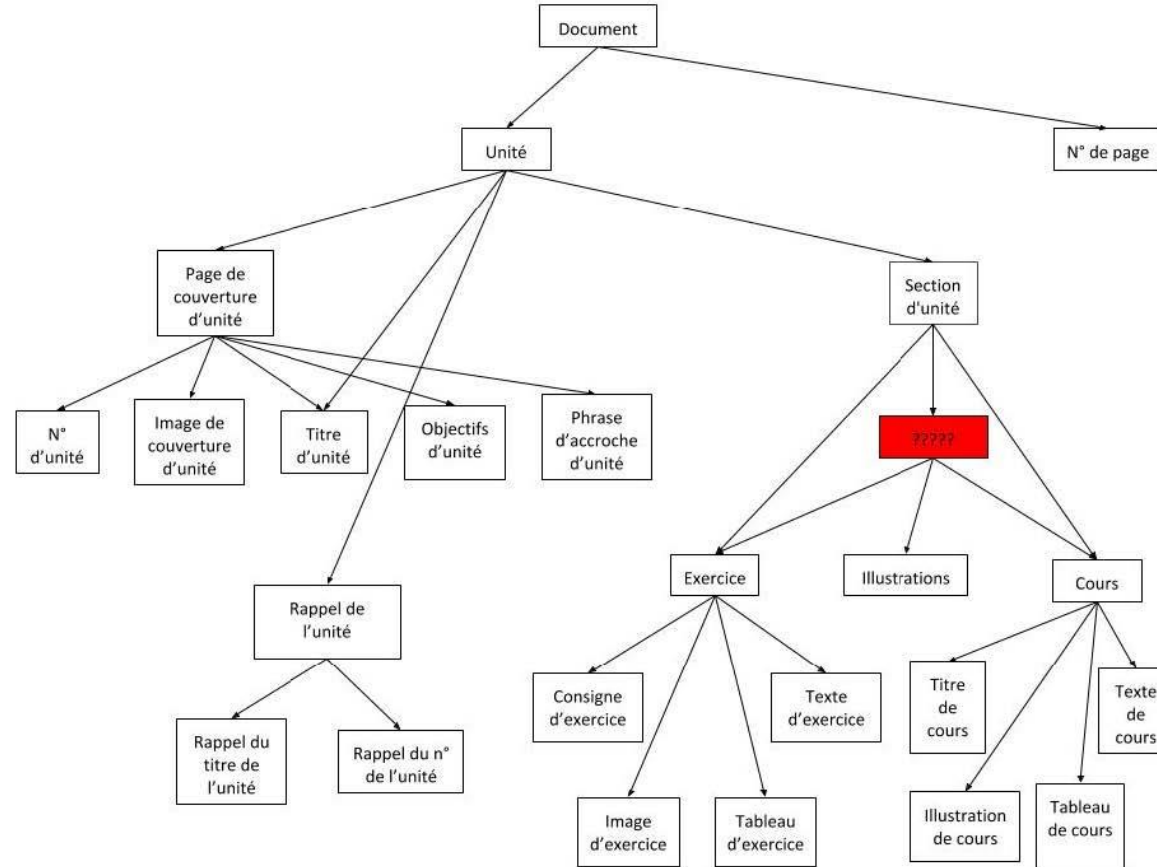 Document
Unité
N° de page
Page de
couverture
d’unité
Section
d'unité
N°
d’unité
Image de
couverture
d’unité
Titre
d’unité
Objectifs
d’unité
Phrase
d’accroche
d’unité
?????
Exercice
Illustrations
Cours
Rappel de
l’unité
Consigne
d’exercice
Texte
d’exercice
Titre
de
cours
Texte
de
cours
Rappel du
titre de
l’unité
Rappel du n°
de l’unité
Image
d’exercice
Tableau
d’exercice
Illustration
de cours
Tableau
de cours